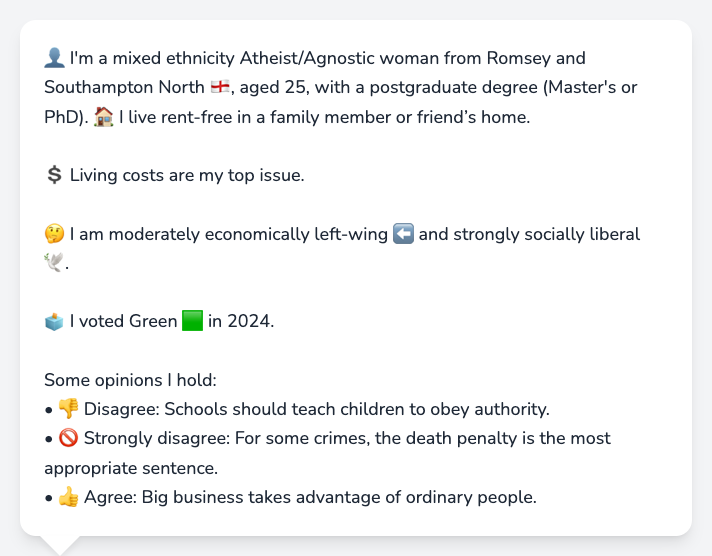 👤 I'm a mixed ethnicity Atheist/Agnostic woman from Romsey and
Southampton North 🏴󠁧󠁢󠁥󠁮󠁧󠁿, aged 25, with a postgraduate degree (Master's or
PhD). 🏠 I live rent-free in a family member or friend’s home.
💲 Living costs are my top issue.
🤔 I am moderately economically left-wing ⬅️ and strongly socially liberal
🕊️.
🗳️ I voted Green 🟩 in 2024.
Some opinions I hold:
• 👎 Disagree: Schools should teach children to obey authority.
• 🚫 Strongly disagree: For some crimes, the death penalty is the most
appropriate sentence.
• 👍 Agree: Big business takes advantage of ordinary people.